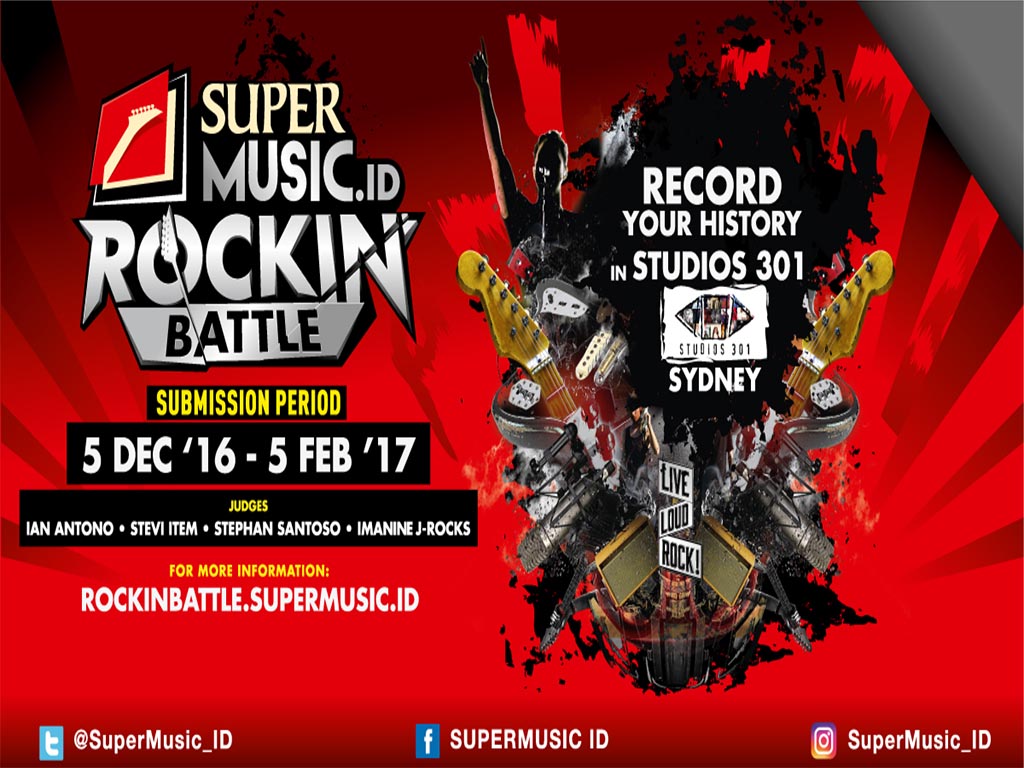 SUPER
MUSIC.ID
ROCKIN'
BATTLE
SUBMISSION PERIOD
5 DEC ‘16 - 5 FEB ’17
JUDGES
IAN ANTONO • STEVI ITEM • STEPHAN SANTOSO • IMANINE J-ROCKS
FOR MORE INFORMATION:
ROCKINBATTLE.SUPERMUSIC.ID
RECORD
YOUR HISTORY
IN STUDIOS 301
STUDIOS 301
SYDNEY
LIVE
LOUD
ROCK!
@SuperMusic_ID
SUPERMUSIC ID
SuperMusic_ID